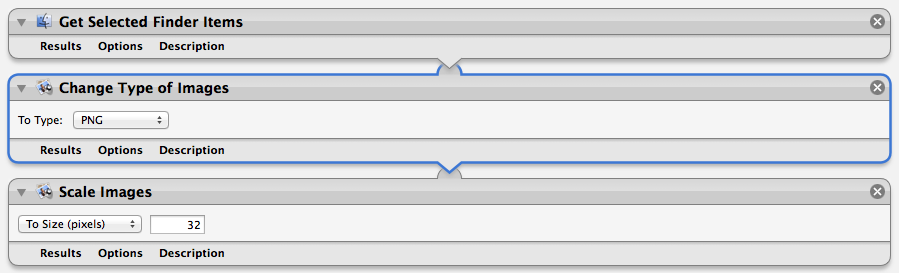 Get Selected Finder Items
Results Options Description
Change Type of Images
To Type: PNG
Results Options Description
Scale Images
To Size (pixels) 32
Results Options Description